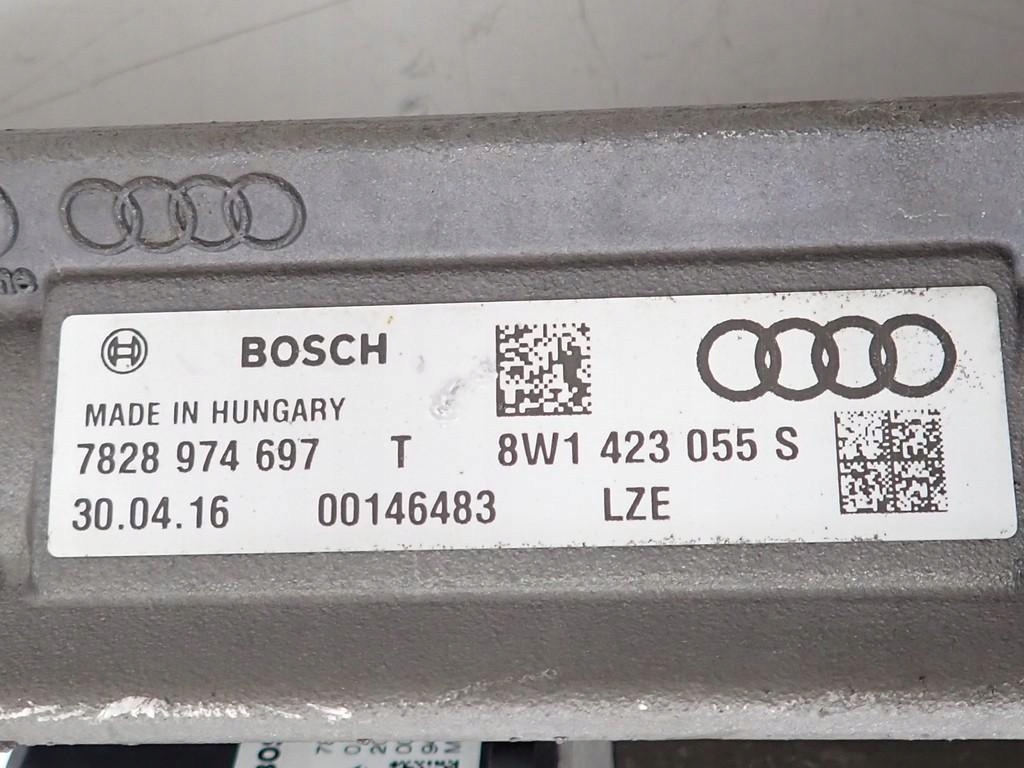 BOSCH
MADE IN HUNGARY
7828 974 697 T 8W1 423 055 S
30.04.16 00146483 LZE